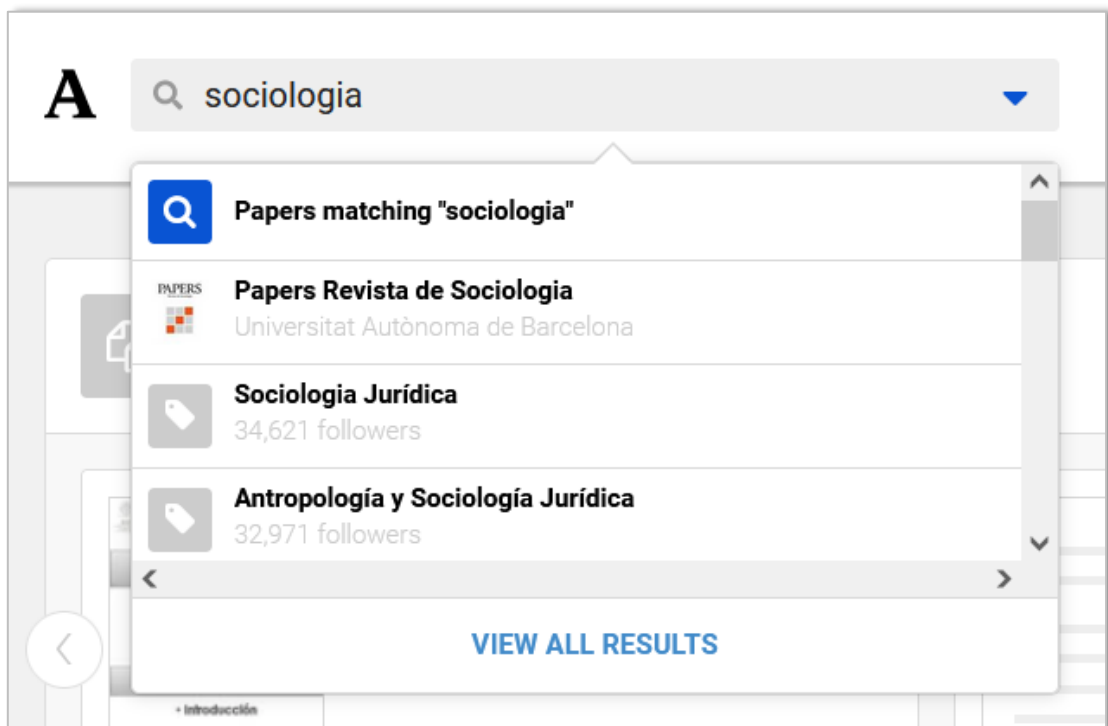 A
sociologia
Papers matching "sociologia"
PAPERS
Papers Revista de Sociologia
Universitat Autònoma de Barcelona
Sociologia Jurídica
34,621 followers
Antropología y Sociología Jurídica
32,971 followers
VIEW ALL RESULTS
• Introducción